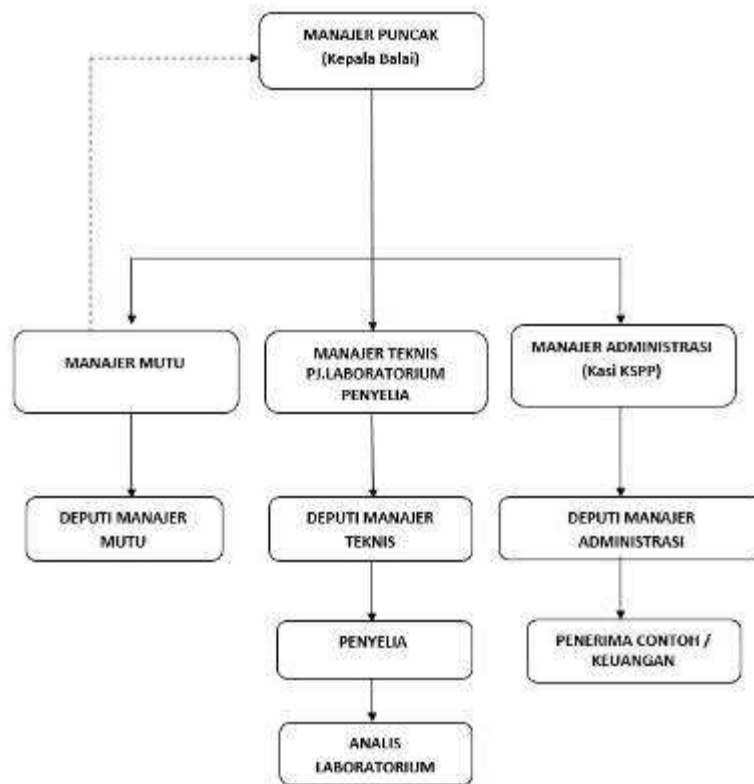 MANAJER PUNCAK
(Kepala Balai)
MANAJER MUTU
MANAJER TEKNIS
PJ.LABORATORIUM
PENYELIA
MANAJER ADMINISTRASI
(Kasi KSPP)
DEPUTI MANAJER
MUTU
DEPUTI MANAJER
TEKNIS
DEPUTI MANAJER
ADMINISTRASI
PENYELIA
PENERIMA CONTOH /
KEUANGAN
ANALIS
LABORATORIUM